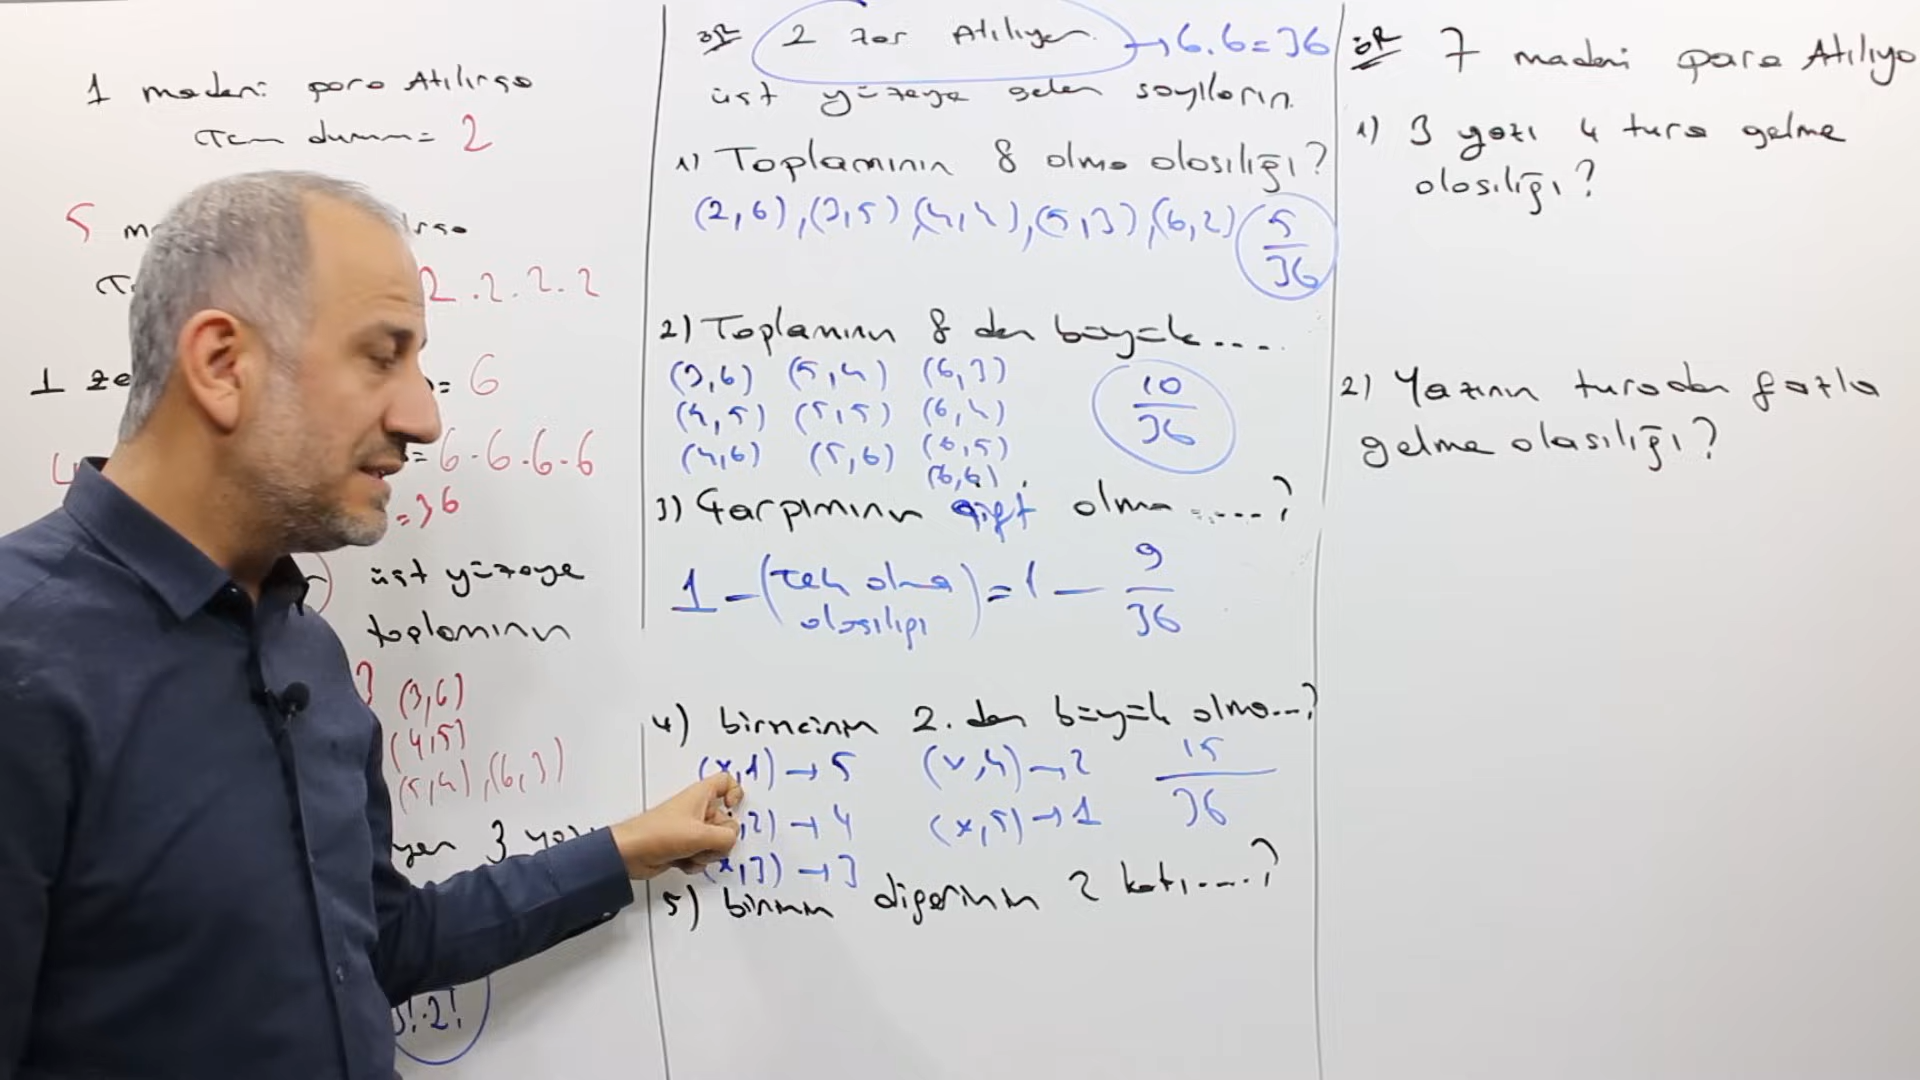 1 madeni para Atılırsa
Tüm durum = 2
5
2.2.2.2
1 ze = 6
= 6.6.6.6
= 36
üst yüzeye
toplamının
(3,6)
(4,5)
(5,4),(6,3)
yen 3 yazı
3!.2!
ör 2 zar Atılıyor. → 6.6=36
üst yüzeye gelen sayıların
1) Toplamının 8 olma olasılığı?
(2,6),(3,5)(4,4),(5,3),(6,2) 5/36
2) Toplamının 8 den büyük....
(3,6) (5,4) (6,3)
(4,5) (5,5) (6,4)
(4,6) (5,6) (6,5)
(6,6)
10/36
3) Çarpımının çift olma .....?
1-(tek olma olasılığı)=1-9/36
4) birincinin 2. den büyük olma...?
(x,1)→5 (x,4)→2 15/36
,2)→4 (x,5)→1
(x,3)→3
5) birinin diğerinin 2 katı....?
ör 7 madeni para Atılıyo
1) 3 yazı 4 tura gelme
olasılığı?
2) Yazının turadan fazla
gelme olasılığı?